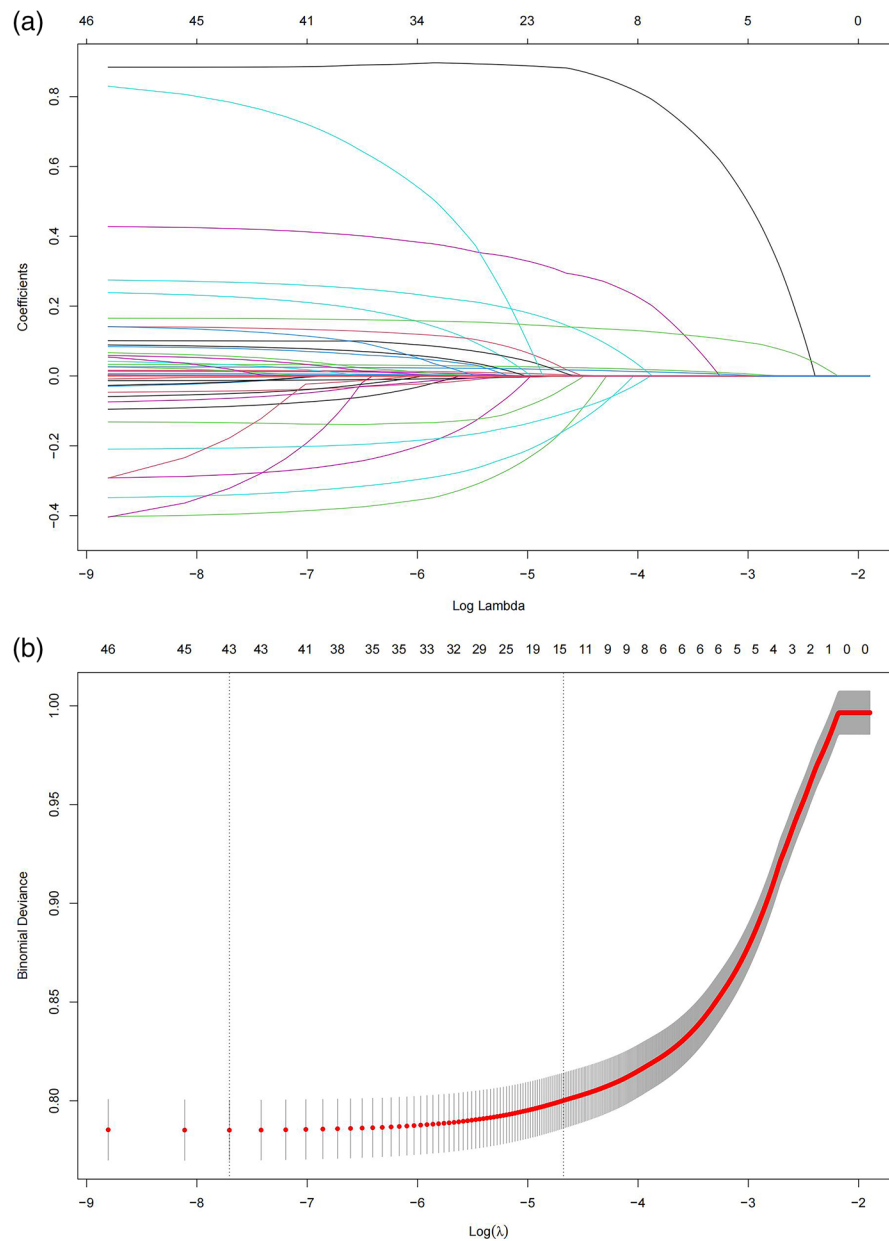 (a)
46 45 41 34 23 8 5 0
Coefficients
0.8
0.6
0.4
0.2
0.0
−0.2
−0.4
−9 −8 −7 −6 −5 −4 −3 −2
Log Lambda
(b)
46 45 43 43 41 38 35 35 33 32 29 25 19 15 11 9 9 8 6 6 6 6 5 5 4 3 2 1 0 0
Binomial Deviance
1.00
0.95
0.90
0.85
0.80
−9 −8 −7 −6 −5 −4 −3 −2
Log(λ)